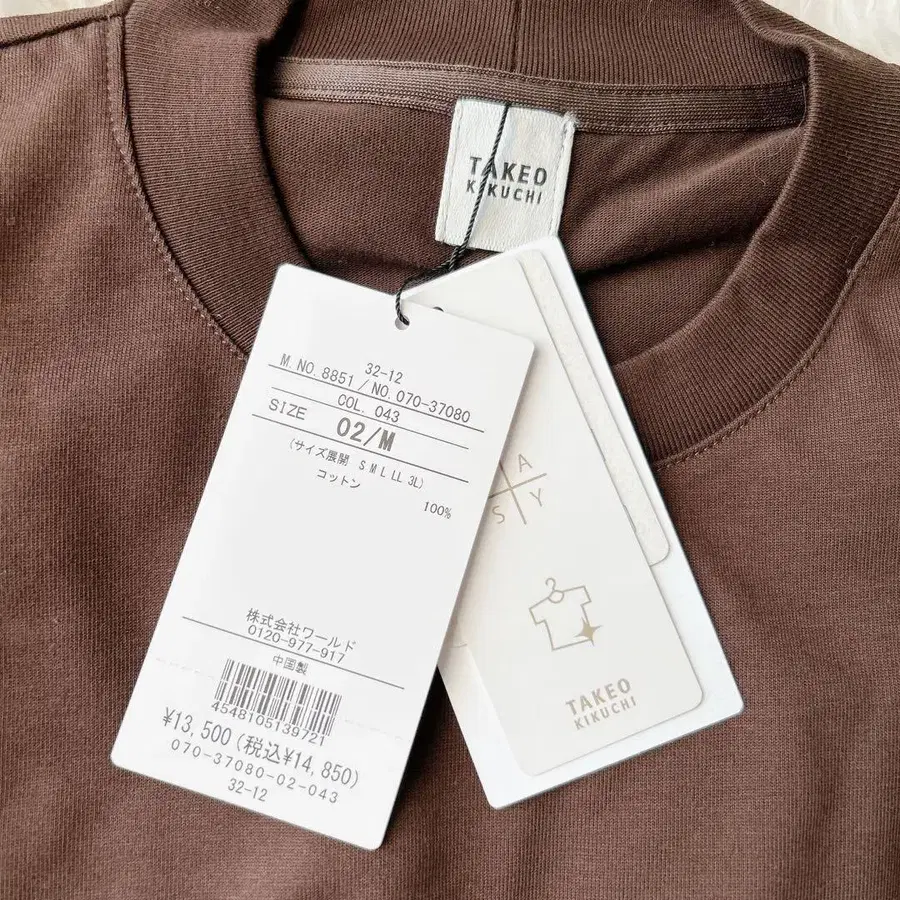 TAKEO
KIKUCHI
32-12
M. NO. 8851 / NO. 070-37080
COL. 043
SIZE 02/M
(サイズ展開 S M L LL 3L)
コットン
100%
株式会社ワールド
0120-977-917
中国製
4548105139721
¥13,500 (税込¥14,850)
070-37080-02-043
32-12
A
S Y
TAKEO
KIKUCHI